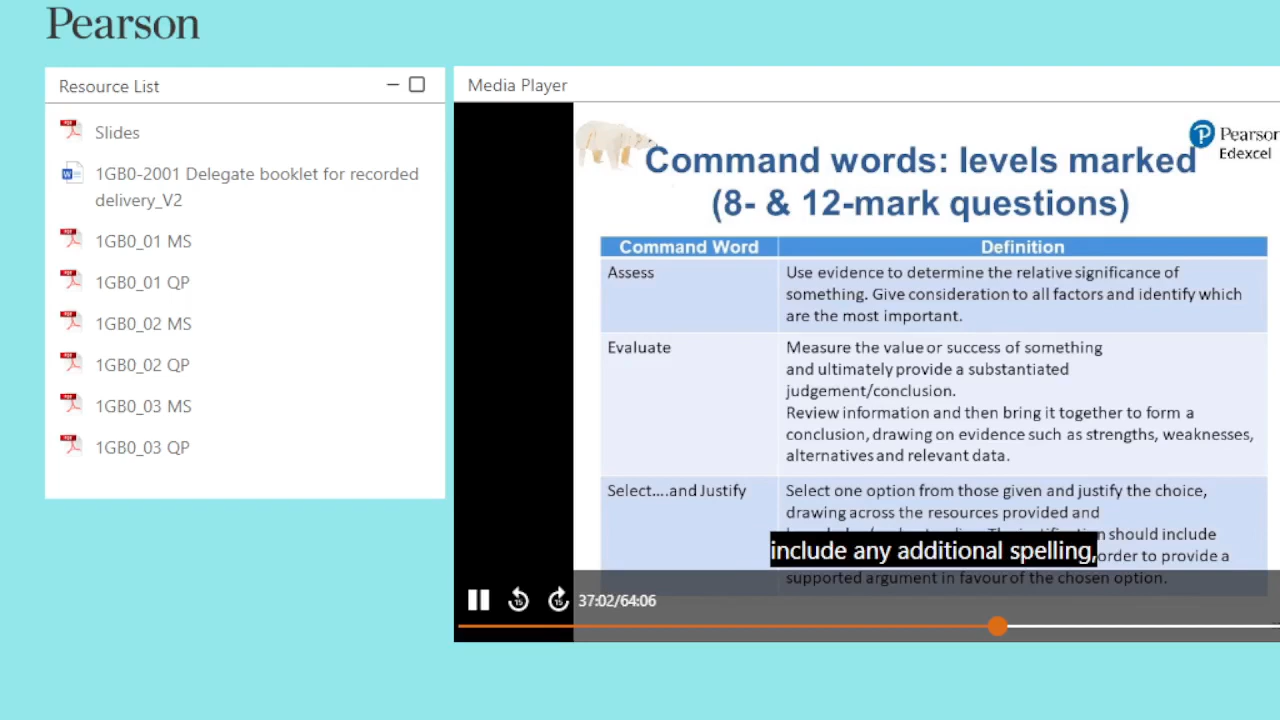 Pearson
Resource List
Slides
1GB0-2001 Delegate booklet for recorded
delivery_V2
1GB0_01 MS
1GB0_01 QP
1GB0_02 MS
1GB0_02 QP
1GB0_03 MS
1GB0_03 QP
Media Player
Pearson
Edexcel
Command words: levels marked
(8- & 12-mark questions)
Command Word Definition
Assess
Use evidence to determine the relative significance of
something. Give consideration to all factors and identify which
are the most important.
Evaluate
Measure the value or success of something
and ultimately provide a substantiated
judgement/conclusion.
Review information and then bring it together to form a
conclusion, drawing on evidence such as strengths, weaknesses,
alternatives and relevant data.
Select....and Justify
Select one option from those given and justify the choice,
drawing across the resources provided and
should include
order to provide a
supported argument in favour of the chosen option.
include any additional spelling,
37:02/64:06